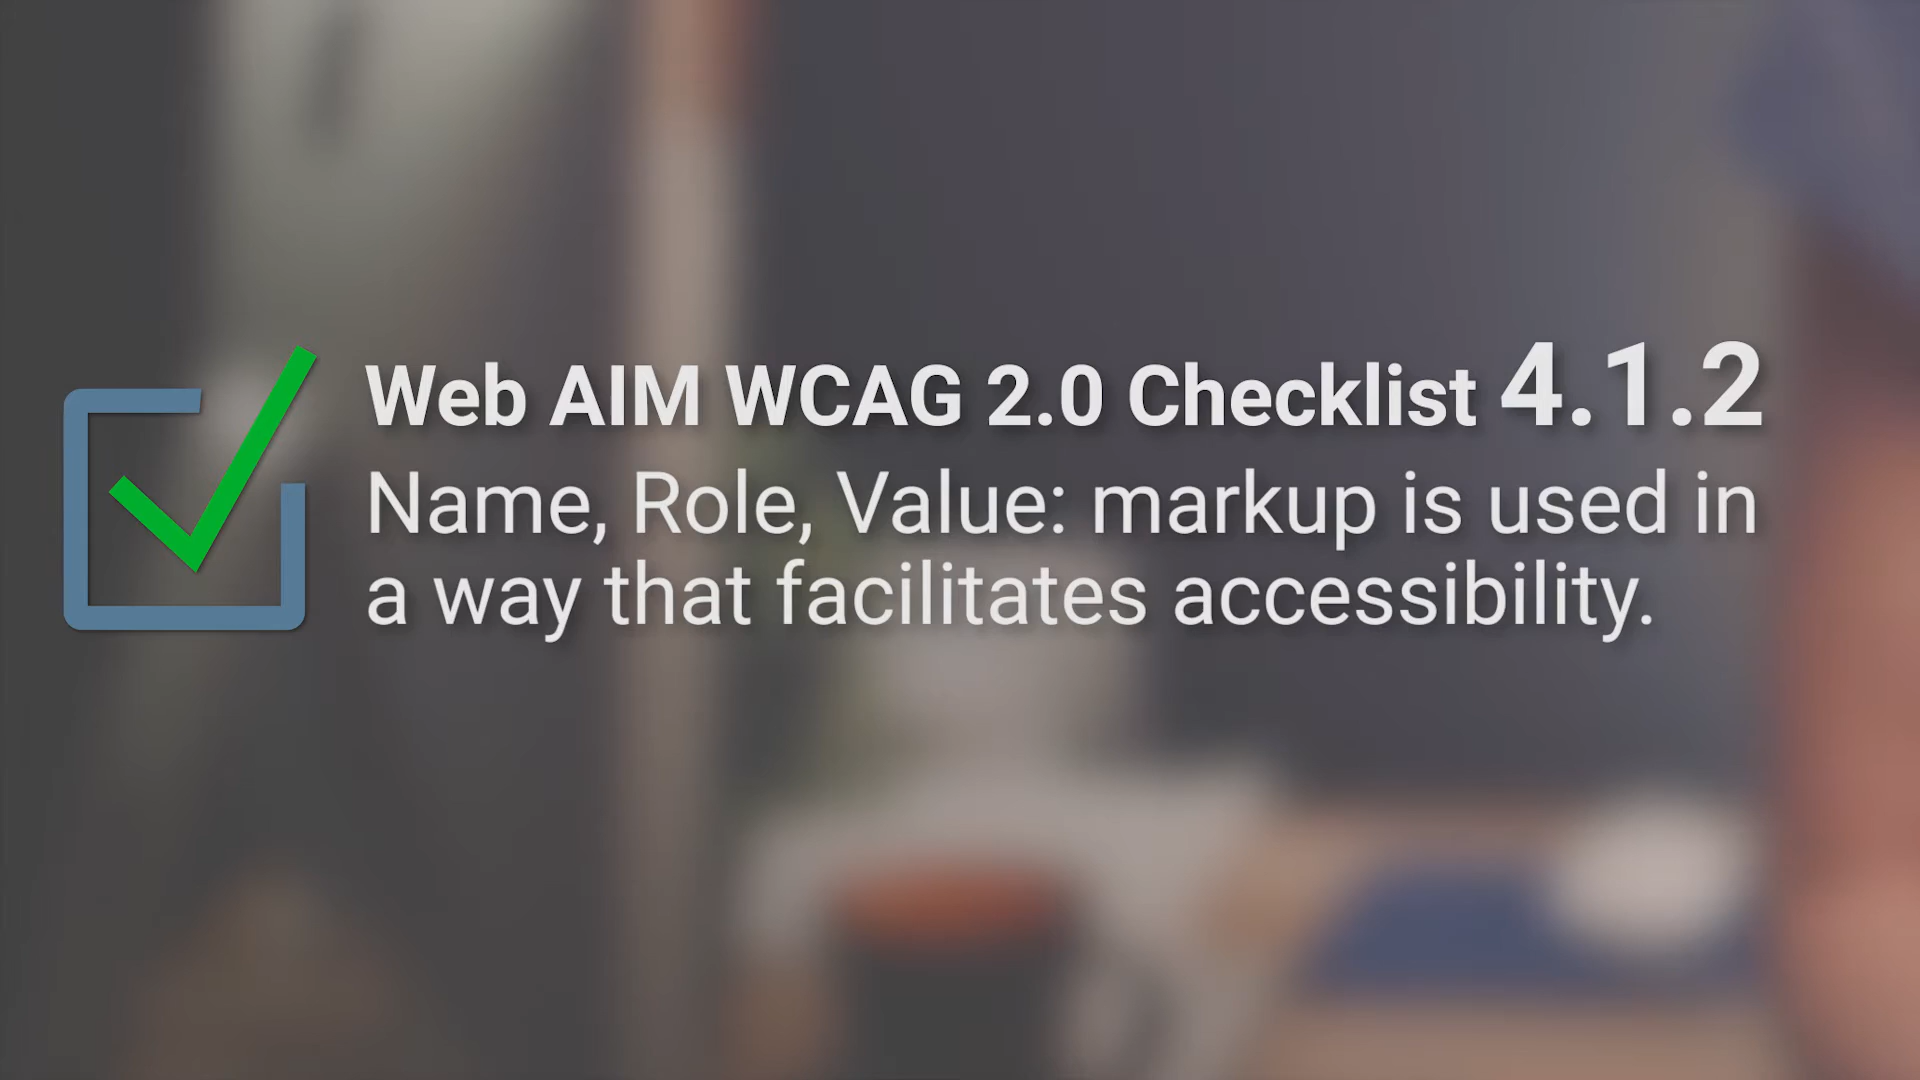 Web AIM WCAG 2.0 Checklist 4.1.2
Name, Role, Value: markup is used in
a way that facilitates accessibility.